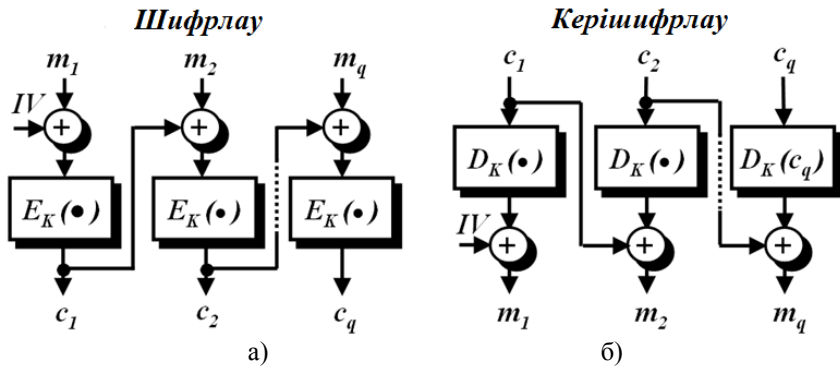 Шифрлау Керішифрлау
m1 m2 mq c1 c2 cq
IV + + +
EK(•) EK(•) EK(•) DK(•) DK(•) DK(cq)
IV + + +
c1 c2 cq m1 m2 mq
а) б)